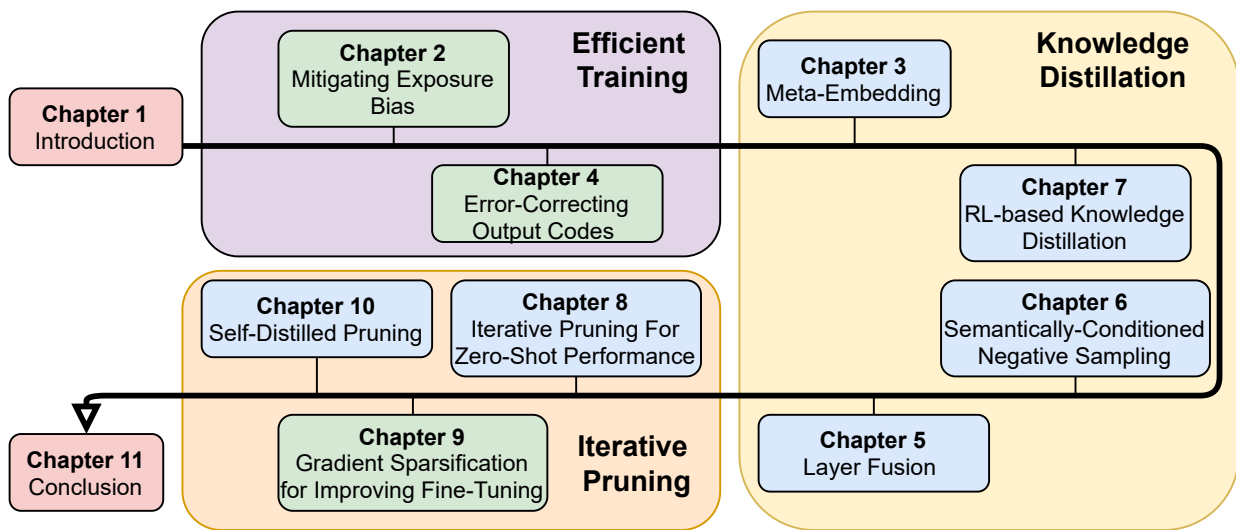 Chapter 1
Introduction
Efficient
Training
Chapter 2
Mitigating Exposure
Bias
Chapter 4
Error-Correcting
Output Codes
Knowledge
Distillation
Chapter 3
Meta-Embedding
Chapter 7
RL-based Knowledge
Distillation
Chapter 6
Semantically-Conditioned
Negative Sampling
Chapter 5
Layer Fusion
Chapter 10
Self-Distilled Pruning
Chapter 8
Iterative Pruning For
Zero-Shot Performance
Chapter 9
Gradient Sparsification
for Improving Fine-Tuning
Iterative
Pruning
Chapter 11
Conclusion